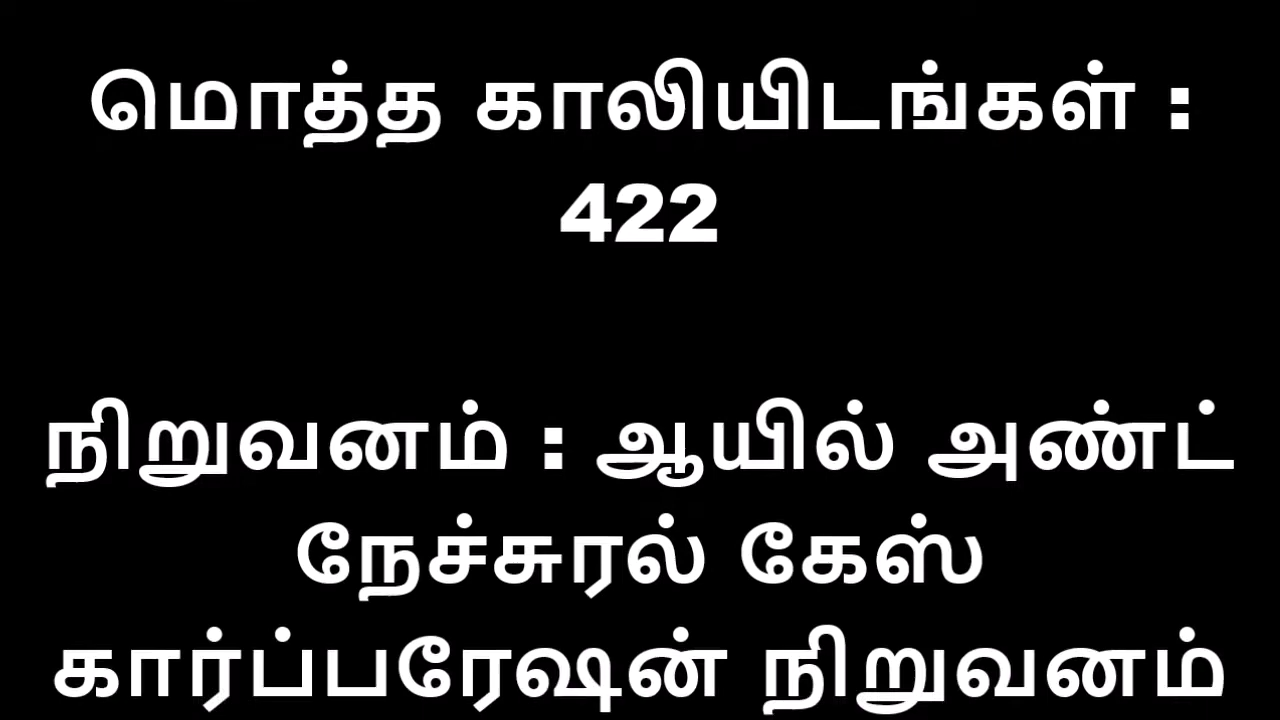 மொத்த காலியிடங்கள் :
422
நிறுவனம் : ஆயில் அண்ட்
நேச்சுரல் கேஸ்
கார்ப்பரேஷன் நிறுவனம்